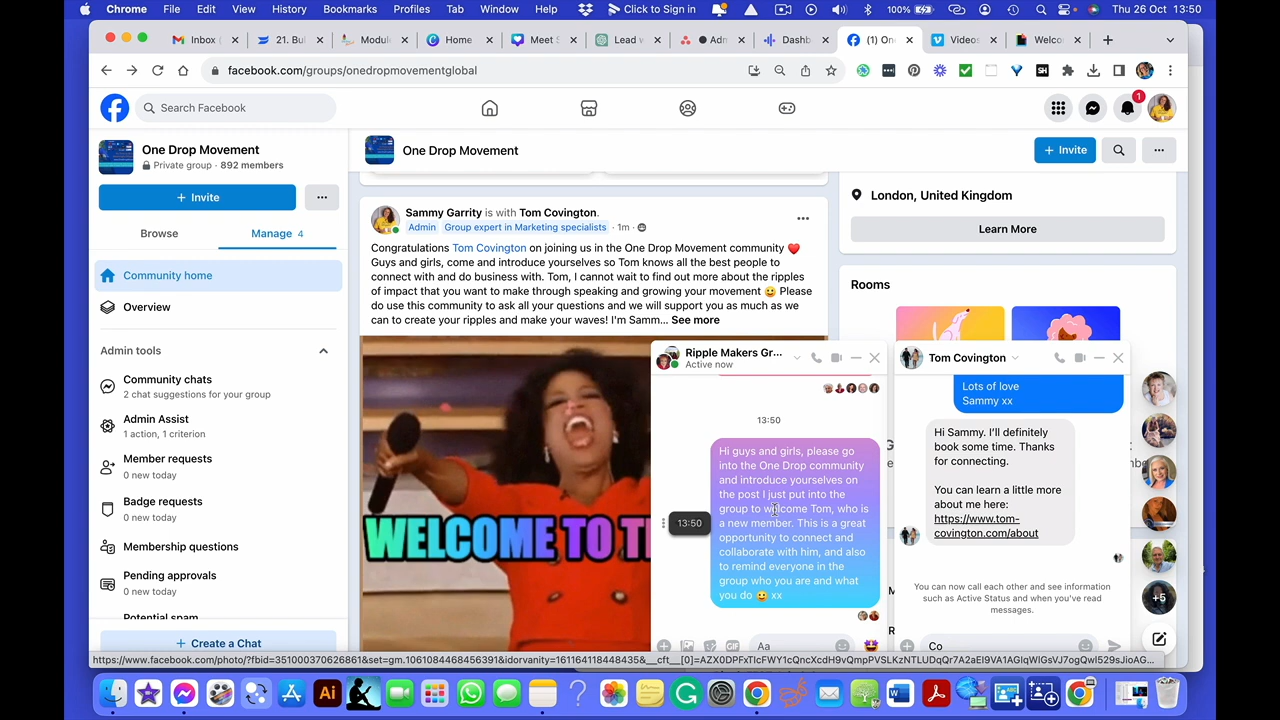 Chrome File Edit View History Bookmarks Profiles Tab Window Help Click to Sign 100% Thu 26 Oct 13:50
Inbox ( 21. Bul Modul Home Meet S Lead v Adm Dashb (1) On Videos Welco
facebook.com/groups/onedropmovementglobal
Search Facebook
1
One Drop Movement
Private group · 892 members
+ Invite
Browse Manage 4
Community home
Overview
Admin tools
Community chats
2 chat suggestions for your group
Admin Assist
1 action, 1 criterion
Member requests
0 new today
Badge requests
0 new today
Membership questions
Pending approvals
0 new today
Potential spam
+ Create a Chat
One Drop Movement
+ Invite
Sammy Garrity is with Tom Covington.
Admin Group expert in Marketing specialists · 1m ·
Congratulations Tom Covington on joining us in the One Drop Movement community ❤️
Guys and girls, come and introduce yourselves so Tom knows all the best people to
connect with and do business with. Tom, I cannot wait to find out more about the ripples
of impact that you want to make through speaking and growing your movement 😀 Please
do use this community to ask all your questions and we will support you as much as we
can to create your ripples and make your waves! I'm Samm... See more
WELCOME TO T
London, United Kingdom
Learn More
Rooms
Ripple Makers Gr...
Active now
13:50
Hi guys and girls, please go
into the One Drop community
and introduce yourselves on
the post I just put into the
group to welcome Tom, who is
a new member. This is a great
opportunity to connect and
collaborate with him, and also
to remind everyone in the
group who you are and what
you do 😀 xx
13:50
GIF Aa
Tom Covington
Lots of love
Sammy xx
Hi Sammy. I'll definitely
book some time. Thanks
for connecting.
You can learn a little more
about me here:
https://www.tom-
covington.com/about
You can now call each other and see information
such as Active Status and when you've read
messages.
Co
+5